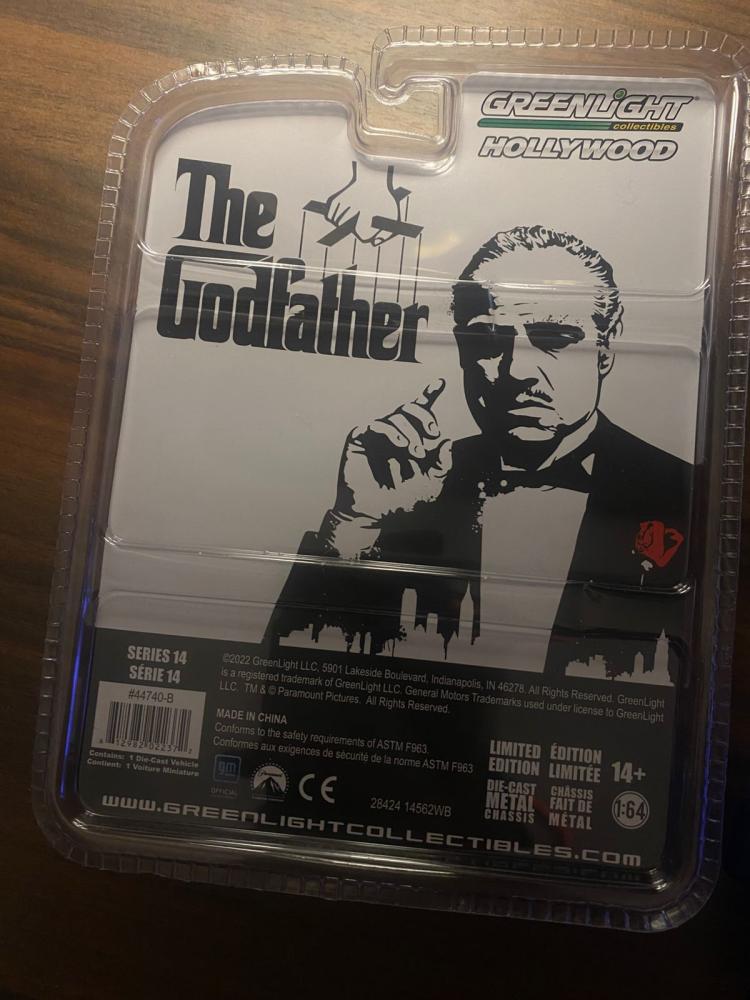 GREENLIGHT
collectibles
HOLLYWOOD
The
Godfather
SERIES 14
SÉRIE 14
#44740-B
Contains: 1 Die-Cast Vehicle
Contient: 1 Voiture Miniature
©2022 GreenLight LLC, 5901 Lakeside Boulevard, Indianapolis, IN 46278. All Rights Reserved. GreenLight
is a registered trademark of GreenLight LLC. General Motors Trademarks used under license to GreenLight
LLC. TM & © Paramount Pictures. All Rights Reserved.
MADE IN CHINA
Conforms to the safety requirements of ASTM F963.
Conformes aux exigences de sécurité de la norme ASTM F963
gm
OFFICIAL
CE
28424 14562WB
LIMITED EDITION
ÉDITION LIMITÉE
14+
DIE-CAST METAL CHASSIS
CHÂSSIS FAIT DE MÉTAL
1:64
www.GREENLIGHTCOLLECTIBLES.COM